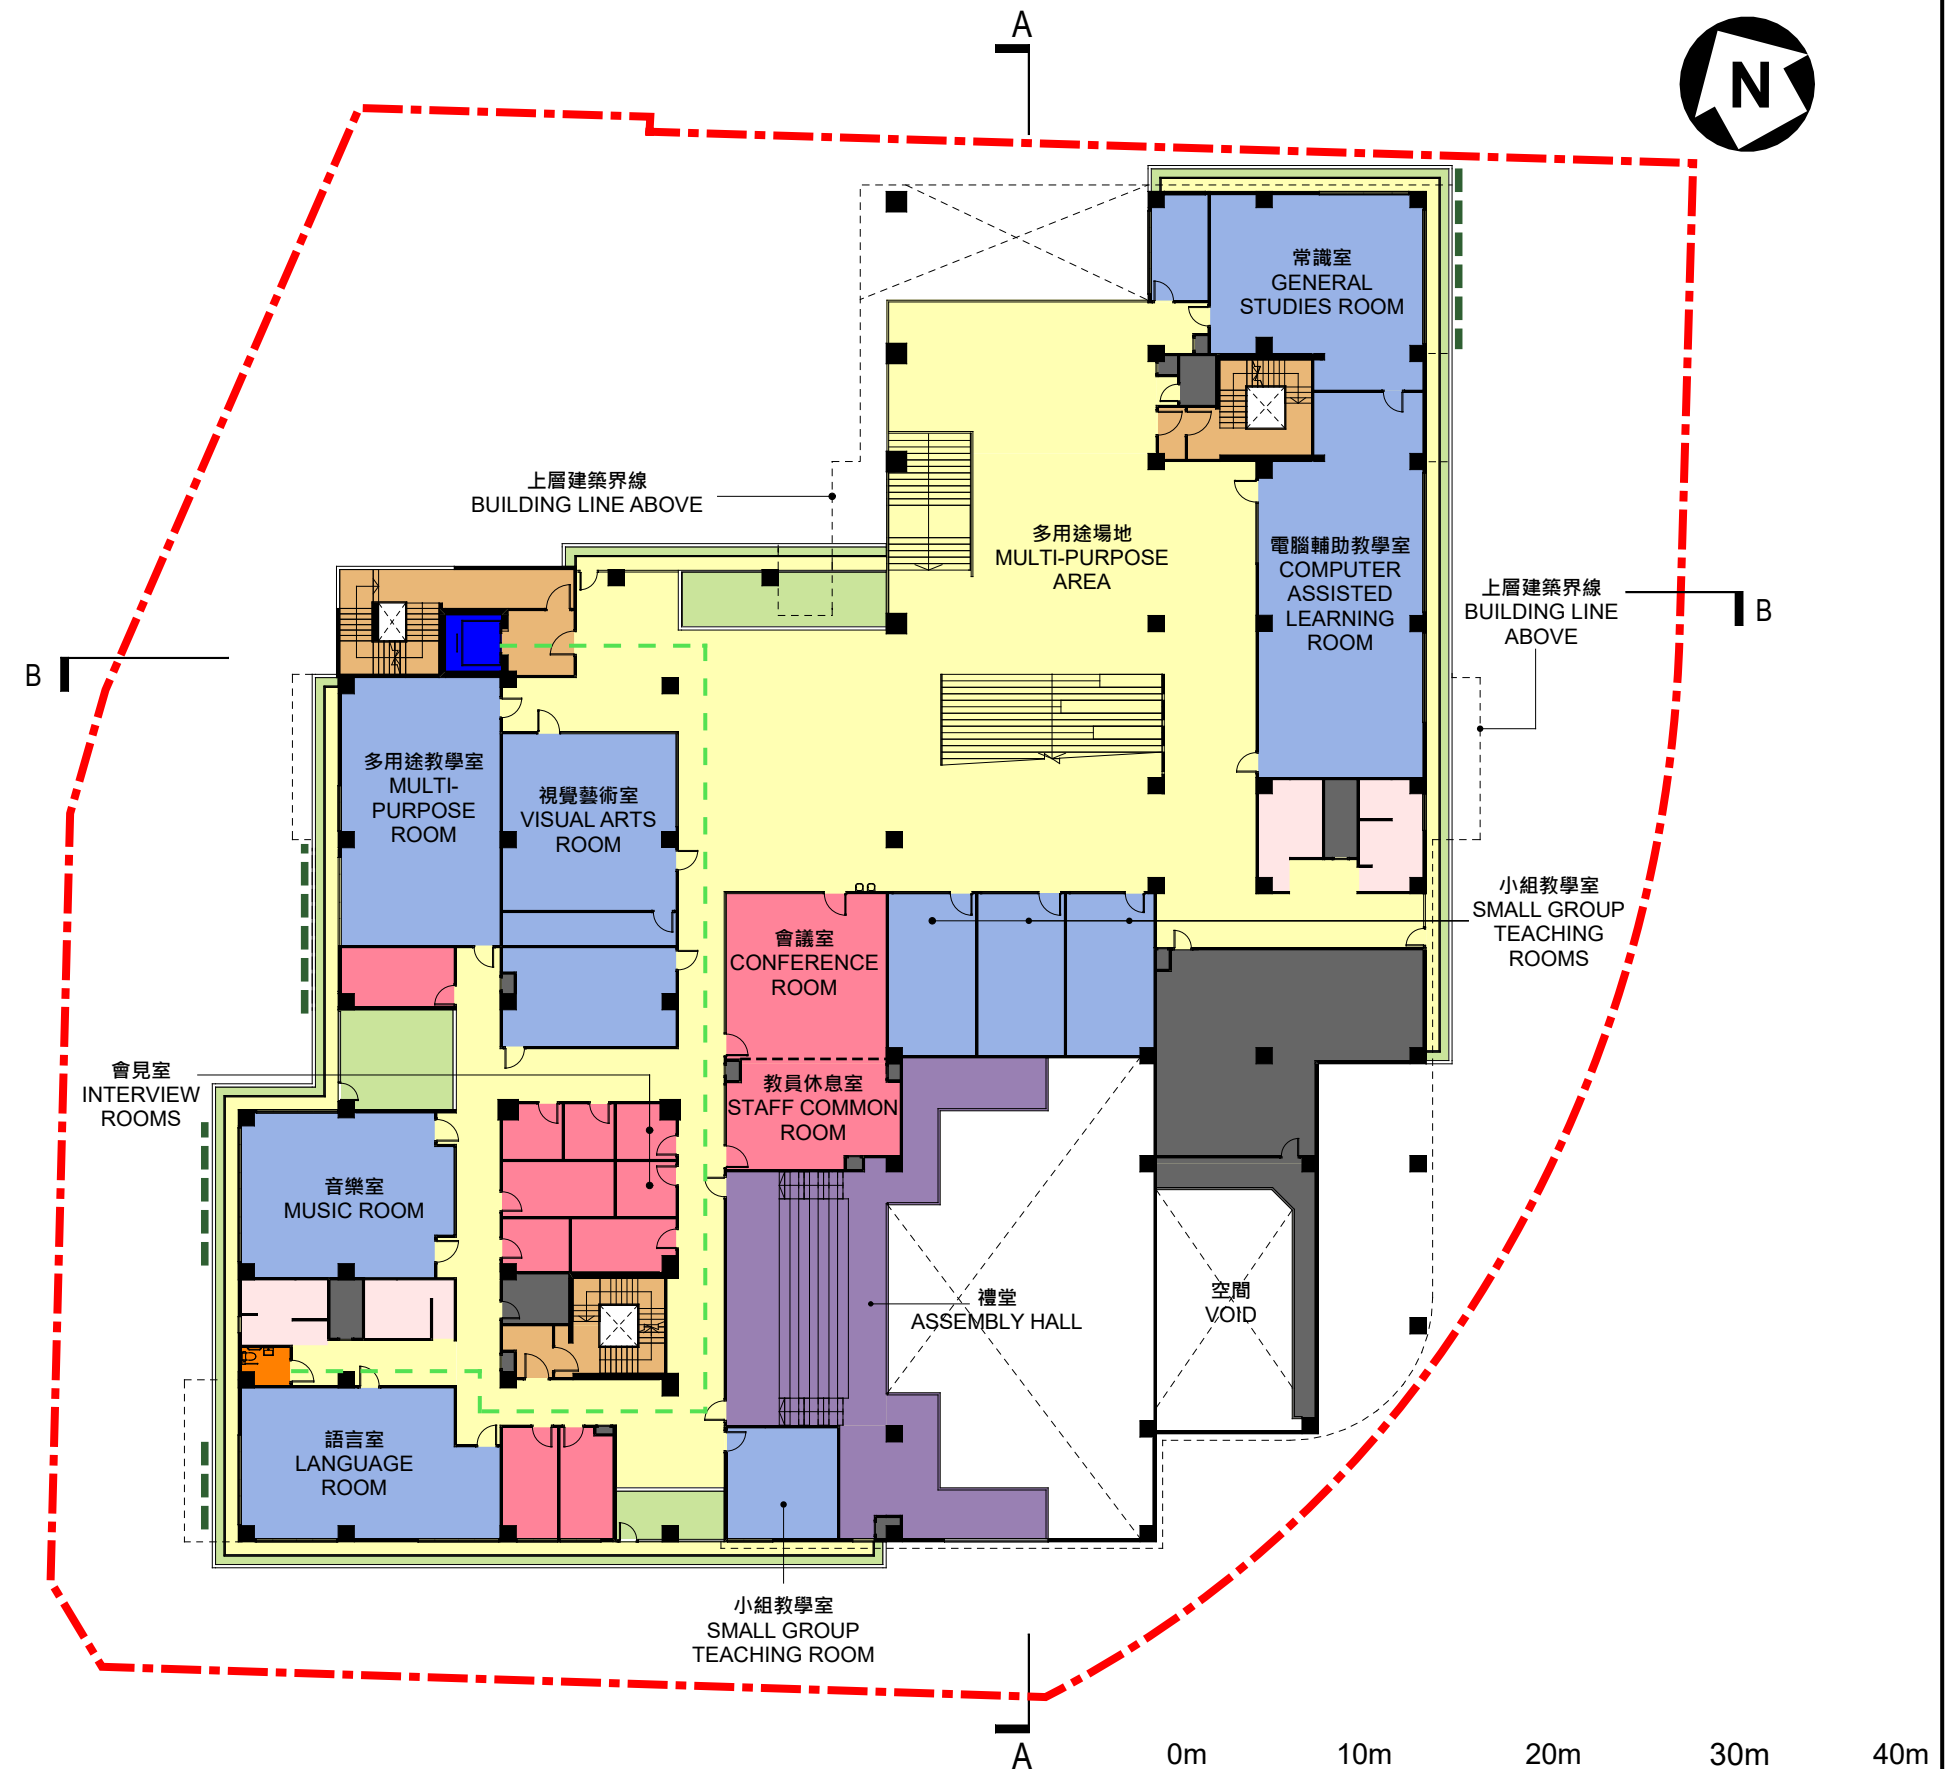 A
N
常識室
GENERAL
STUDIES ROOM
上層建築界線
BUILDING LINE ABOVE
多用途場地
MULTI-PURPOSE
AREA
電腦輔助教學室
COMPUTER
ASSISTED
LEARNING
ROOM
上層建築界線
BUILDING LINE
ABOVE
B
B
多用途教學室
MULTI-
PURPOSE
ROOM
視覺藝術室
VISUAL ARTS
ROOM
小組教學室
SMALL GROUP
TEACHING
ROOMS
會議室
CONFERENCE
ROOM
會見室
INTERVIEW
ROOMS
教員休息室
STAFF COMMON
ROOM
音樂室
MUSIC ROOM
禮堂
ASSEMBLY HALL
空間
VOID
語言室
LANGUAGE
ROOM
小組教學室
SMALL GROUP
TEACHING ROOM
A
0m 10m 20m 30m 40m